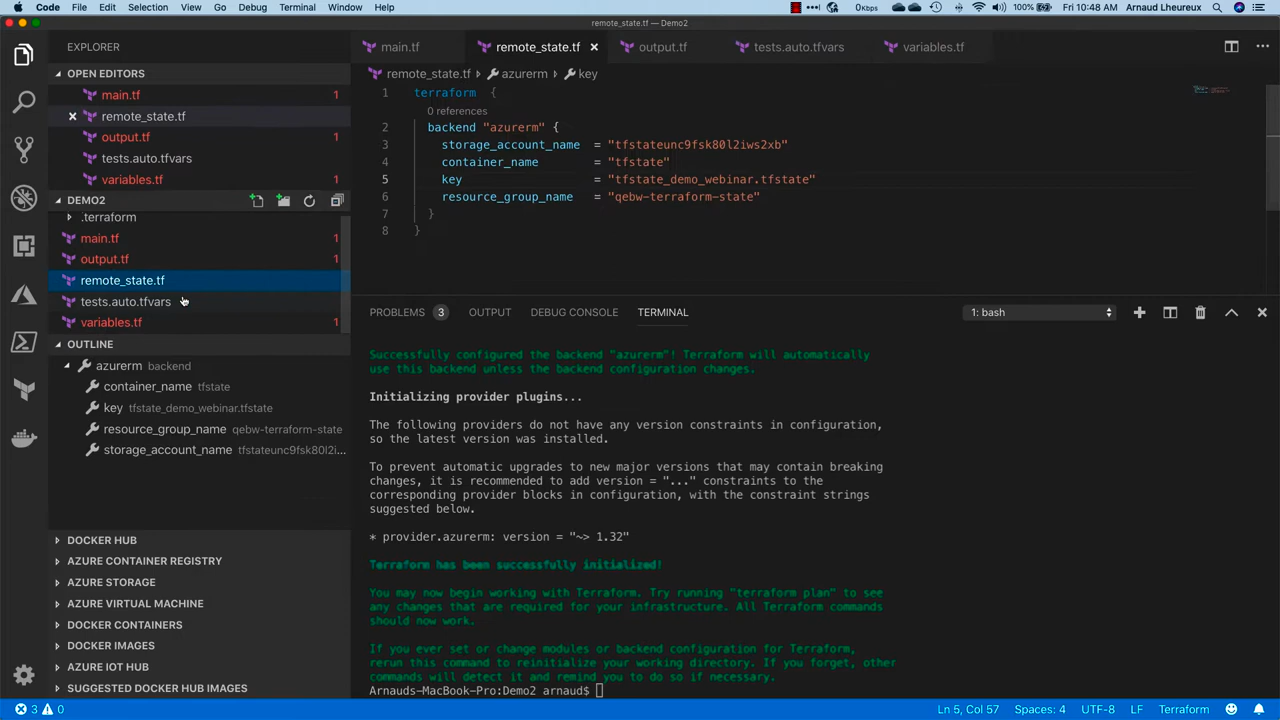 Code File Edit Selection View Go Debug Terminal Window Help 0Kbps 100% Fri 10:48 AM Arnaud Lheureux
remote_state.tf — Demo2
EXPLORER
OPEN EDITORS
main.tf 1
remote_state.tf
output.tf 1
tests.auto.tfvars
variables.tf 1
DEMO2
.terraform
main.tf 1
output.tf 1
remote_state.tf
tests.auto.tfvars
variables.tf 1
OUTLINE
azurerm backend
container_name tfstate
key tfstate_demo_webinar.tfstate
resource_group_name qebw-terraform-state
storage_account_name tfstateunc9fsk80l2i...
DOCKER HUB
AZURE CONTAINER REGISTRY
AZURE STORAGE
AZURE VIRTUAL MACHINE
DOCKER CONTAINERS
DOCKER IMAGES
AZURE IOT HUB
SUGGESTED DOCKER HUB IMAGES
main.tf remote_state.tf output.tf tests.auto.tfvars variables.tf
remote_state.tf azurerm key
1 terraform {
0 references
2 backend "azurerm" {
3 storage_account_name = "tfstateunc9fsk80l2iws2xb"
4 container_name = "tfstate"
5 key = "tfstate_demo_webinar.tfstate"
6 resource_group_name = "qebw-terraform-state"
7 }
8 }
PROBLEMS 3 OUTPUT DEBUG CONSOLE TERMINAL 1: bash
Successfully configured the backend "azurerm"! Terraform will automatically
use this backend unless the backend configuration changes.
Initializing provider plugins...
The following providers do not have any version constraints in configuration,
so the latest version was installed.
To prevent automatic upgrades to new major versions that may contain breaking
changes, it is recommended to add version = "..." constraints to the
corresponding provider blocks in configuration, with the constraint strings
suggested below.
* provider.azurerm: version = "~> 1.32"
Terraform has been successfully initialized!
You may now begin working with Terraform. Try running "terraform plan" to see
any changes that are required for your infrastructure. All Terraform commands
should now work.
If you ever set or change modules or backend configuration for Terraform,
rerun this command to reinitialize your working directory. If you forget, other
commands will detect it and remind you to do so if necessary.
Arnauds-MacBook-Pro:Demo2 arnaud$
3 0 Ln 5, Col 57 Spaces: 4 UTF-8 LF Terraform